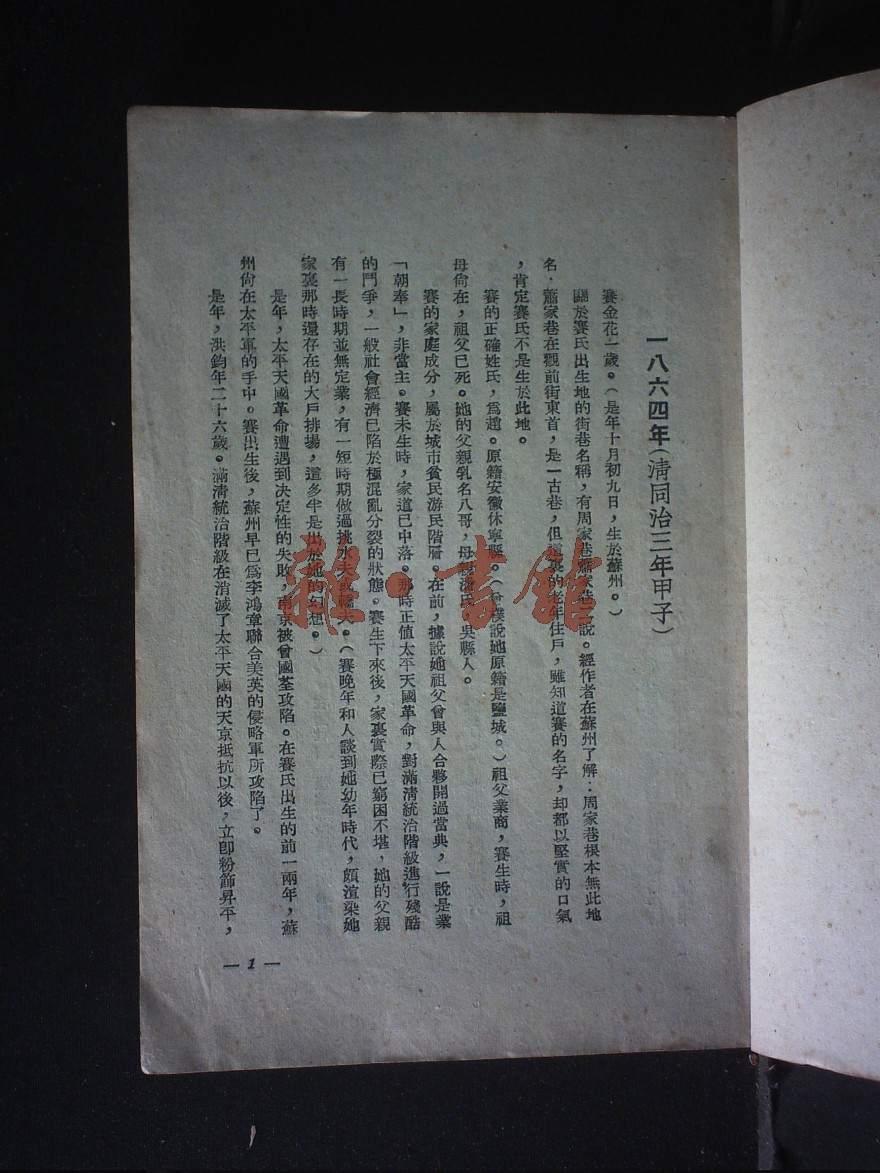 一八六四年(淸同治三年甲子)
賽金花一歲。(是年十月初九日,生於蘇州。)
關於賽氏出生地的街巷名稱,有周家巷蕭家巷之說。經作者在蘇州了解:周家巷根本無此地
名.蕭家巷在觀前街東首,是一古巷,但這裏的老年住戶,雖知道賽的名字,却都以堅實的口氣
,肯定賽氏不是生於此地。
賽的正確姓氏,爲趙。原籍安徽休寧縣。(曾樸說她原籍是鹽城。)祖父業商,賽生時,祖
母尙在,祖父已死。她的父親乳名八哥,母親潘氏,吳縣人。
賽的家庭成分,屬於城市貧民游民階層。在前,據說她祖父曾與人合夥開過當典,一說是業
「朝奉」,非當主。賽未生時,家道已中落。那時正值太平天國革命,對滿淸統治階級進行殘酷
的鬥爭,一般社會經濟已陷於極混亂分裂的狀態。賽生下來後,家裏實際已窮困不堪,她的父親
有一長時期並無定業,有一短時期做過挑水夫或轎夫。(賽晚年和人談到她幼年時代,頗渲染她
家裏那時還存在的大戶排場,這多半是出於她的幻想。)
是年,太平天國革命遭遇到決定性的失敗,南京被曾國荃攻陷。在賽氏出生的前一兩年,蘇
州尙在太平軍的手中。賽出生後,蘇州早已爲李鴻章聯合美英的侵略軍所攻陷了。
是年,洪鈞年二十六歲。滿淸統治階級在消滅了太平天國的天京抵抗以後,立卽粉飾昇平,
— 1 —
雜·書館